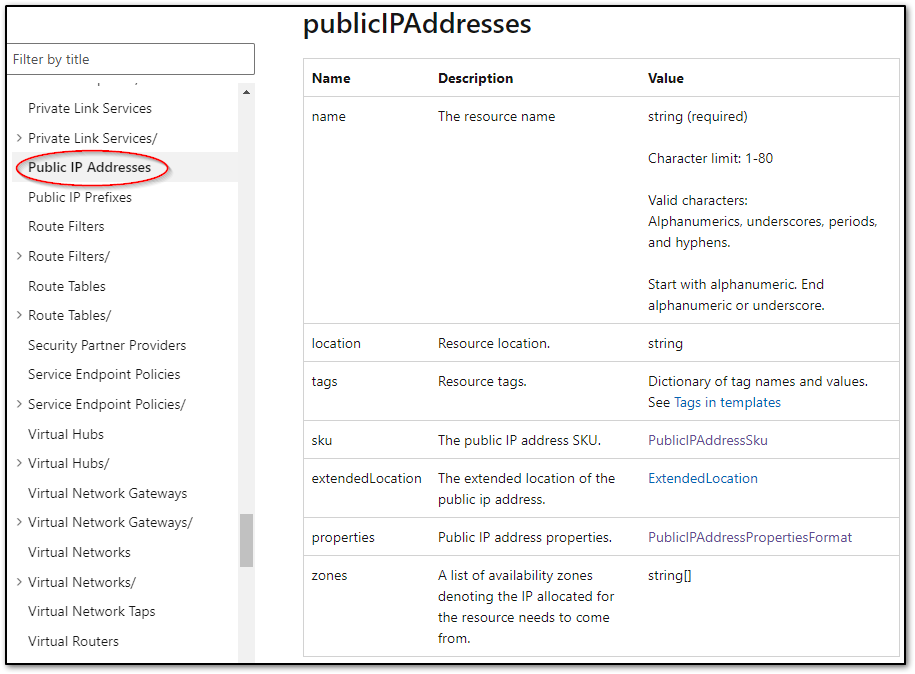 publicIPAddresses
Filter by title
Private Link Services
Private Link Services/
Public IP Addresses
Public IP Prefixes
Route Filters
Route Filters/
Route Tables
Route Tables/
Security Partner Providers
Service Endpoint Policies
Service Endpoint Policies/
Virtual Hubs
Virtual Hubs/
Virtual Network Gateways
Virtual Network Gateways/
Virtual Networks
Virtual Networks/
Virtual Network Taps
Virtual Routers
Name Description Value
name The resource name string (required)
Character limit: 1-80
Valid characters:
Alphanumerics, underscores, periods,
and hyphens.
Start with alphanumeric. End
alphanumeric or underscore.
location Resource location. string
tags Resource tags. Dictionary of tag names and values.
See Tags in templates
sku The public IP address SKU. PublicIPAddressSku
extendedLocation The extended location of the ExtendedLocation
public ip address.
properties Public IP address properties. PublicIPAddressPropertiesFormat
zones A list of availability zones string[]
denoting the IP allocated for
the resource needs to come
from.